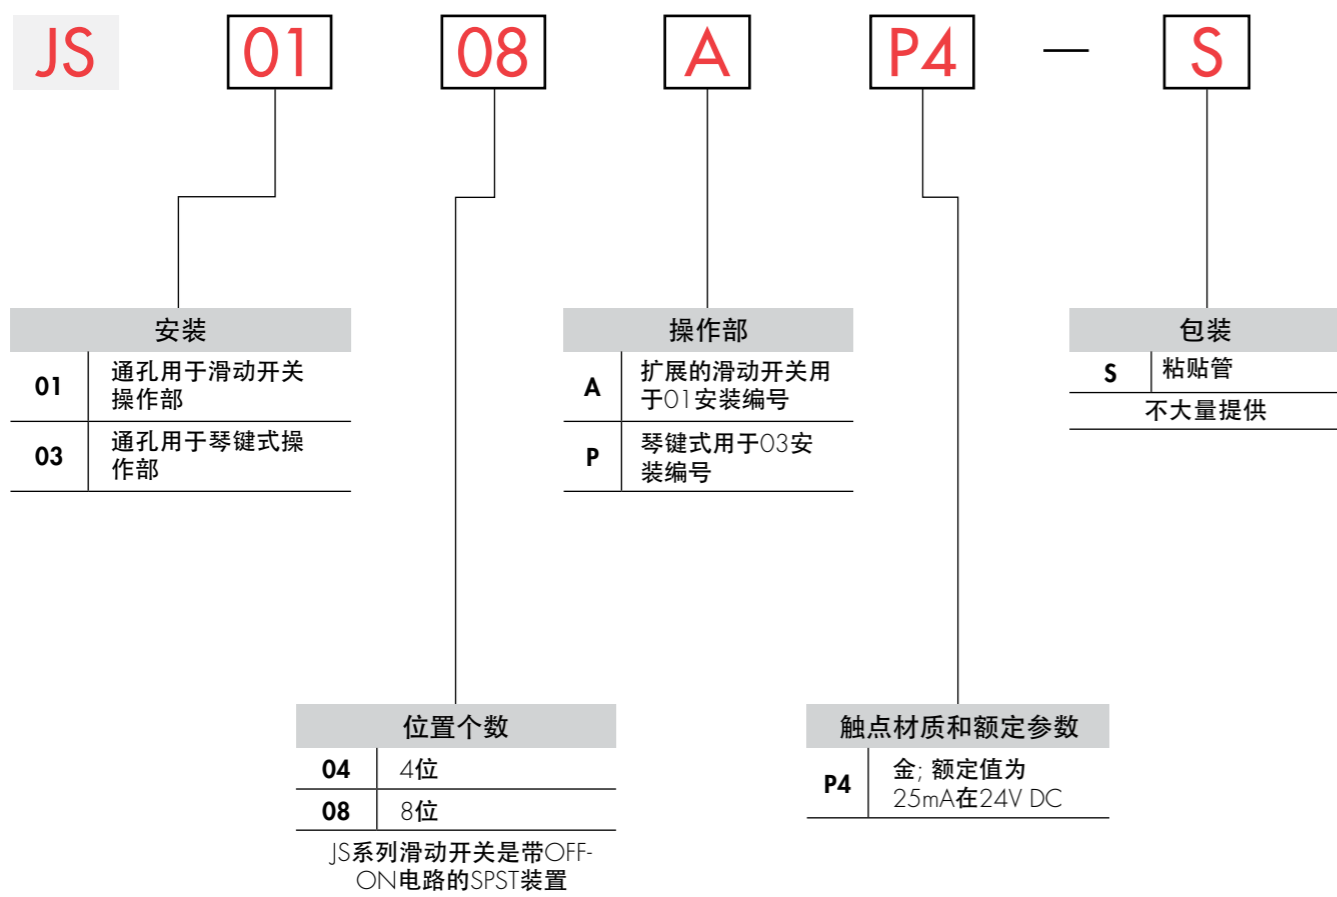 JS 01 08 A P4 — S
安装
01 通孔用于滑动开关
操作部
03 通孔用于琴键式操
作部
操作部
A 扩展的滑动开关用
于01安装编号
P 琴键式用于03安
装编号
包装
S 粘贴管
不大量提供
位置个数
04 4位
08 8位
JS系列滑动开关是带OFF-
ON电路的SPST装置
触点材质和额定参数
P4 金; 额定值为
25mA在24V DC